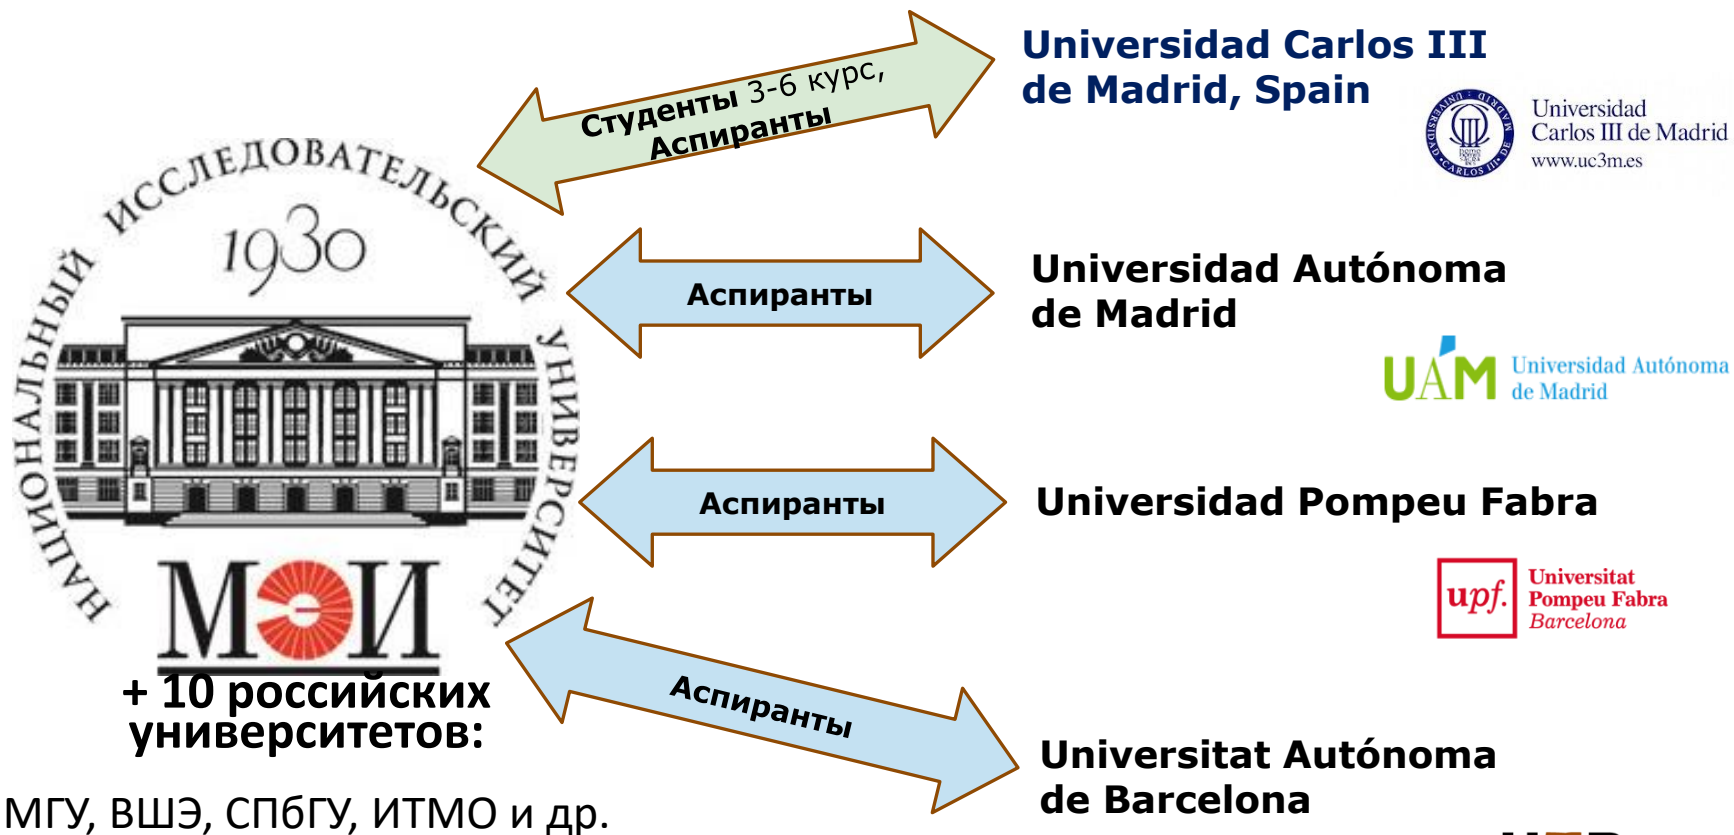 Universidad Carlos III
de Madrid, Spain
Universidad
Carlos III de Madrid
www.uc3m.es
Студенты 3-6 курс,
Аспиранты
НАЦИОНАЛЬНЫЙ ИССЛЕДОВАТЕЛЬСКИЙ УНИВЕРСИТЕТ
1930
МЭИ
+ 10 российских
университетов:
МГУ, ВШЭ, СПбГУ, ИТМО и др.
Аспиранты
Universidad Autónoma
de Madrid
UAM
Universidad Autónoma
de Madrid
Аспиранты
Universidad Pompeu Fabra
upf.
Universitat
Pompeu Fabra
Barcelona
Аспиранты
Universitat Autónoma
de Barcelona